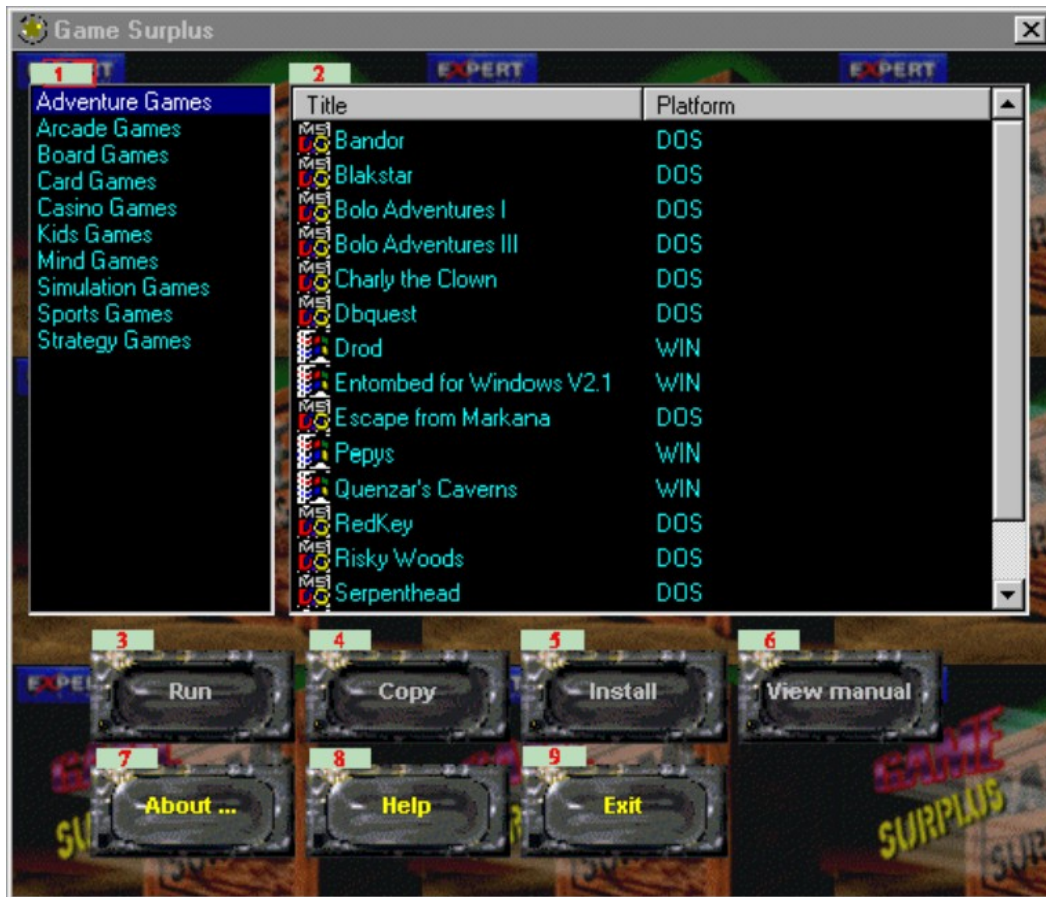 Game Surplus
EXPERT EXPERT
1 2
Adventure Games
Arcade Games
Board Games
Card Games
Casino Games
Kids Games
Mind Games
Simulation Games
Sports Games
Strategy Games
Title Platform
Bandor DOS
Blakstar DOS
Bolo Adventures I DOS
Bolo Adventures III DOS
Charly the Clown DOS
Dbquest DOS
Drod WIN
Entombed for Windows V2.1 WIN
Escape from Markana DOS
Pepys WIN
Quenzar's Caverns WIN
RedKey DOS
Risky Woods DOS
Serpenthead DOS
3 4 5 6
Run Copy Install View manual
7 8 9
About ... Help Exit
GAME
SURPLUS